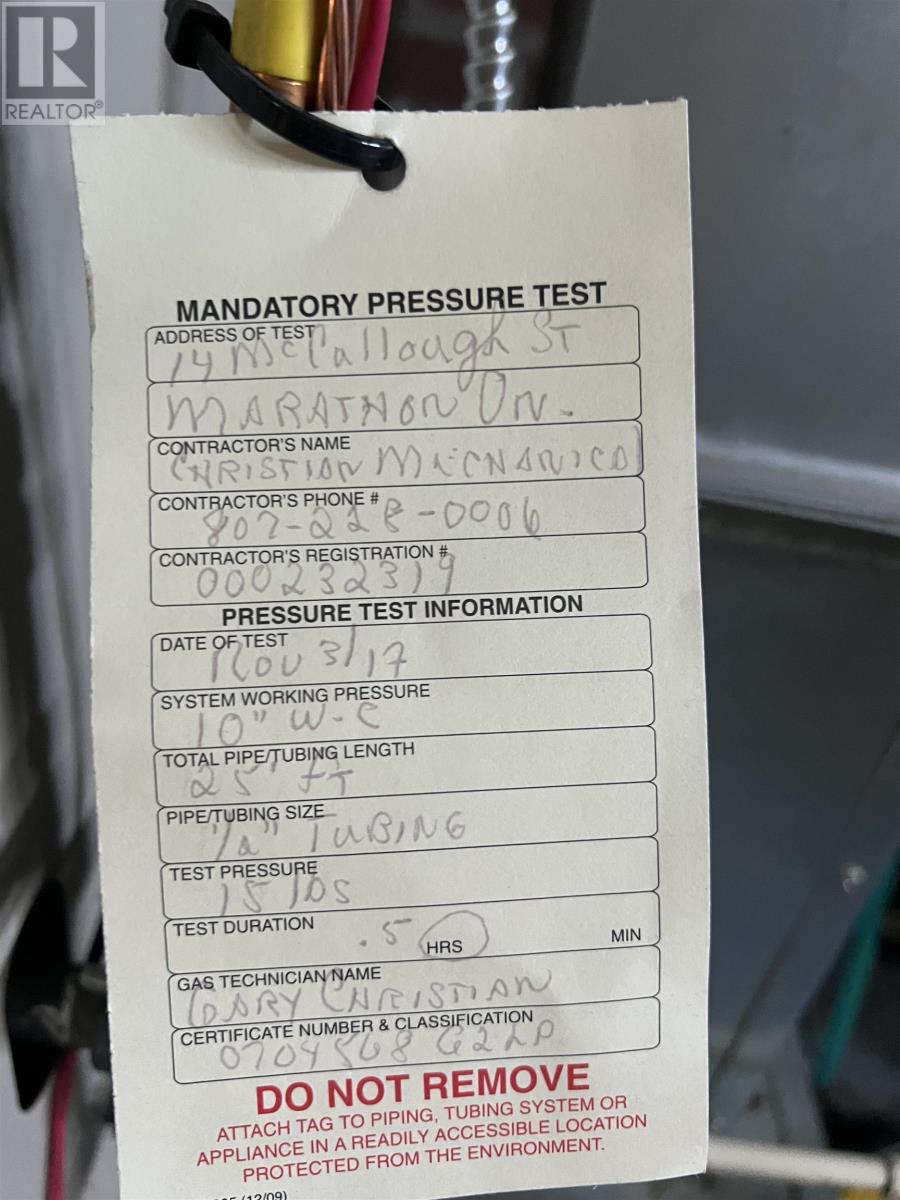 REALTOR®
MANDATORY PRESSURE TEST
ADDRESS OF TEST
14 McCallough ST
MARATHON ON.
CONTRACTOR'S NAME
CHRISTIAN MECHANICAL
CONTRACTOR'S PHONE #
807-228-0006
CONTRACTOR'S REGISTRATION #
000232319
PRESSURE TEST INFORMATION
DATE OF TEST
NOV 3/17
SYSTEM WORKING PRESSURE
10" W.C
TOTAL PIPE/TUBING LENGTH
25' FT
PIPE/TUBING SIZE
1/2" TUBING
TEST PRESSURE
15 lbs
TEST DURATION .5 HRS MIN
GAS TECHNICIAN NAME
GARY CHRISTIAN
CERTIFICATE NUMBER & CLASSIFICATION
0704568 G2LP
DO NOT REMOVE
ATTACH TAG TO PIPING, TUBING SYSTEM OR
APPLIANCE IN A READILY ACCESSIBLE LOCATION
PROTECTED FROM THE ENVIRONMENT.
(12/09)